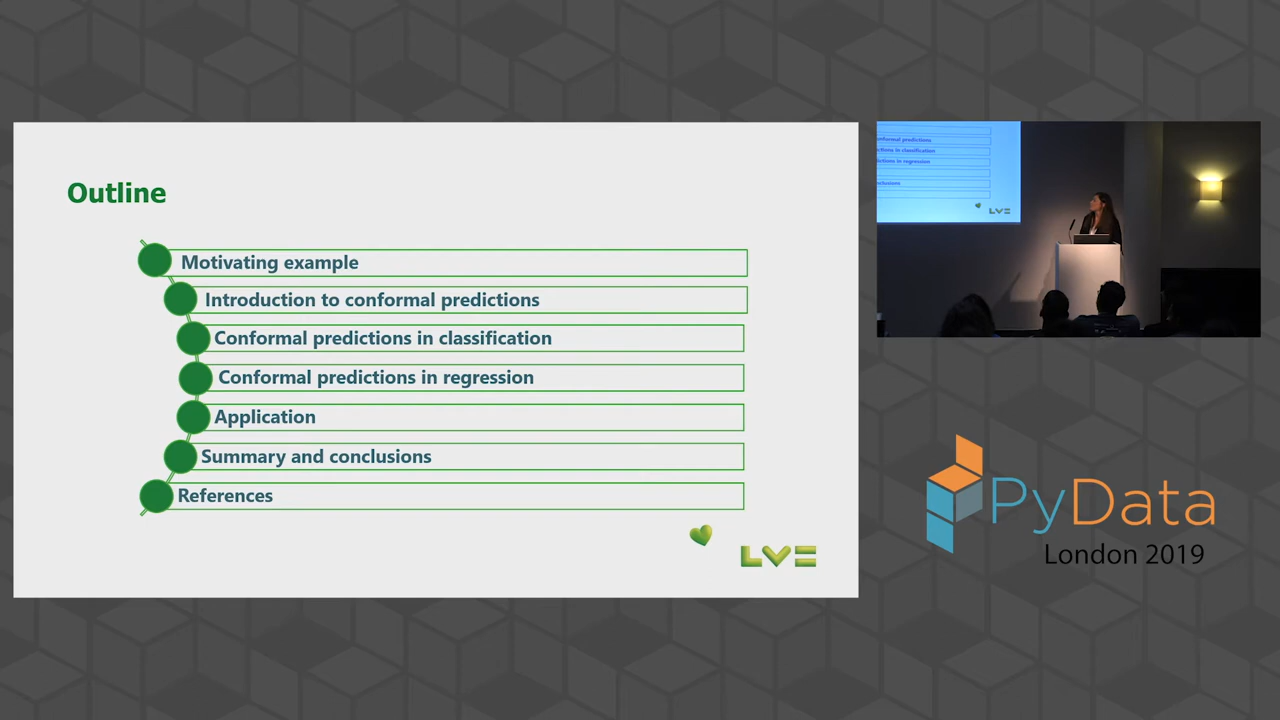 Outline
Motivating example
Introduction to conformal predictions
Conformal predictions in classification
Conformal predictions in regression
Application
Summary and conclusions
References
LV=
PyData
London 2019